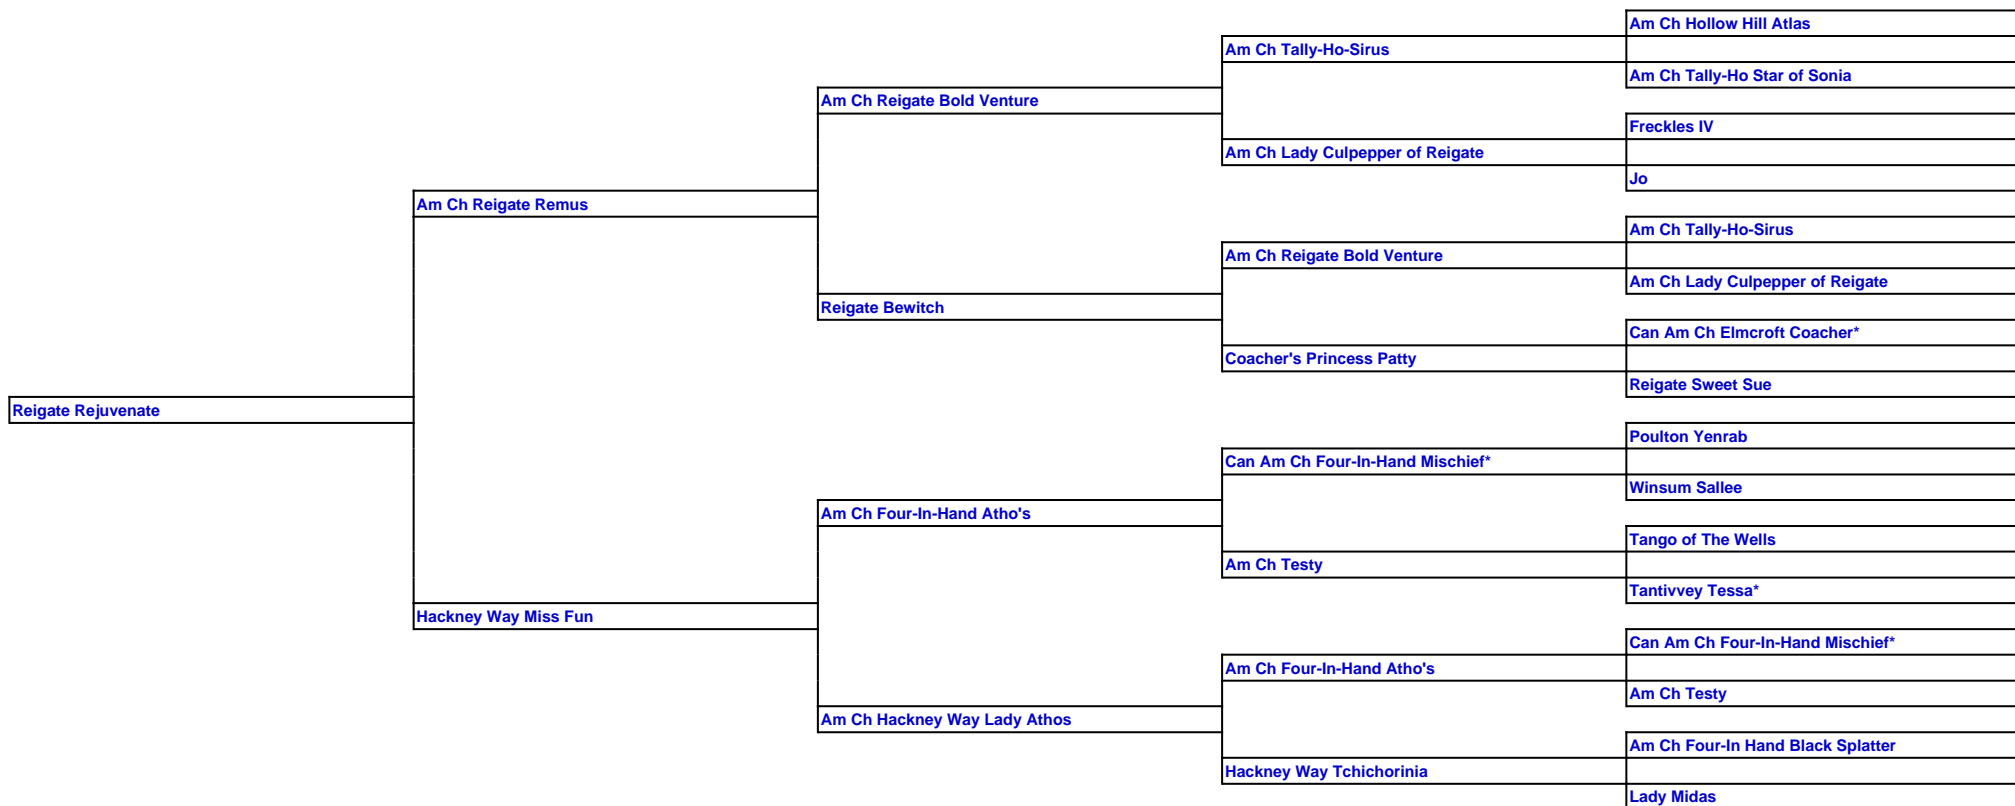 Am Ch Hollow Hill Atlas
Am Ch Tally-Ho-Sirus
Am Ch Tally-Ho Star of Sonia
Am Ch Reigate Bold Venture
Freckles IV
Am Ch Lady Culpepper of Reigate
Jo
Am Ch Reigate Remus
Am Ch Tally-Ho-Sirus
Am Ch Reigate Bold Venture
Am Ch Lady Culpepper of Reigate
Reigate Bewitch
Can Am Ch Elmcroft Coacher*
Coacher's Princess Patty
Reigate Sweet Sue
Reigate Rejuvenate
Poulton Yenrab
Can Am Ch Four-In-Hand Mischief*
Winsum Sallee
Am Ch Four-In-Hand Atho's
Tango of The Wells
Am Ch Testy
Tantivvey Tessa*
Hackney Way Miss Fun
Can Am Ch Four-In-Hand Mischief*
Am Ch Four-In-Hand Atho's
Am Ch Testy
Am Ch Hackney Way Lady Athos
Am Ch Four-In Hand Black Splatter
Hackney Way Tchichorinia
Lady Midas